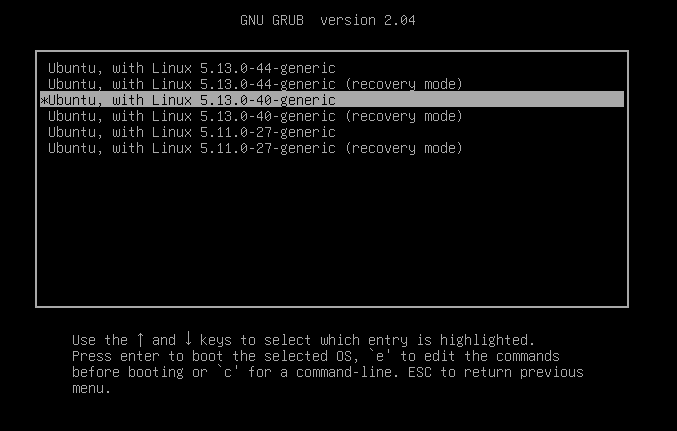 GNU GRUB  version 2.04
Ubuntu, with Linux 5.13.0-44-generic
Ubuntu, with Linux 5.13.0-44-generic (recovery mode)
*Ubuntu, with Linux 5.13.0-40-generic
Ubuntu, with Linux 5.13.0-40-generic (recovery mode)
Ubuntu, with Linux 5.11.0-27-generic
Ubuntu, with Linux 5.11.0-27-generic (recovery mode)
Use the ↑ and ↓ keys to select which entry is highlighted.
Press enter to boot the selected OS, `e' to edit the commands
before booting or `c' for a command-line. ESC to return previous
menu.